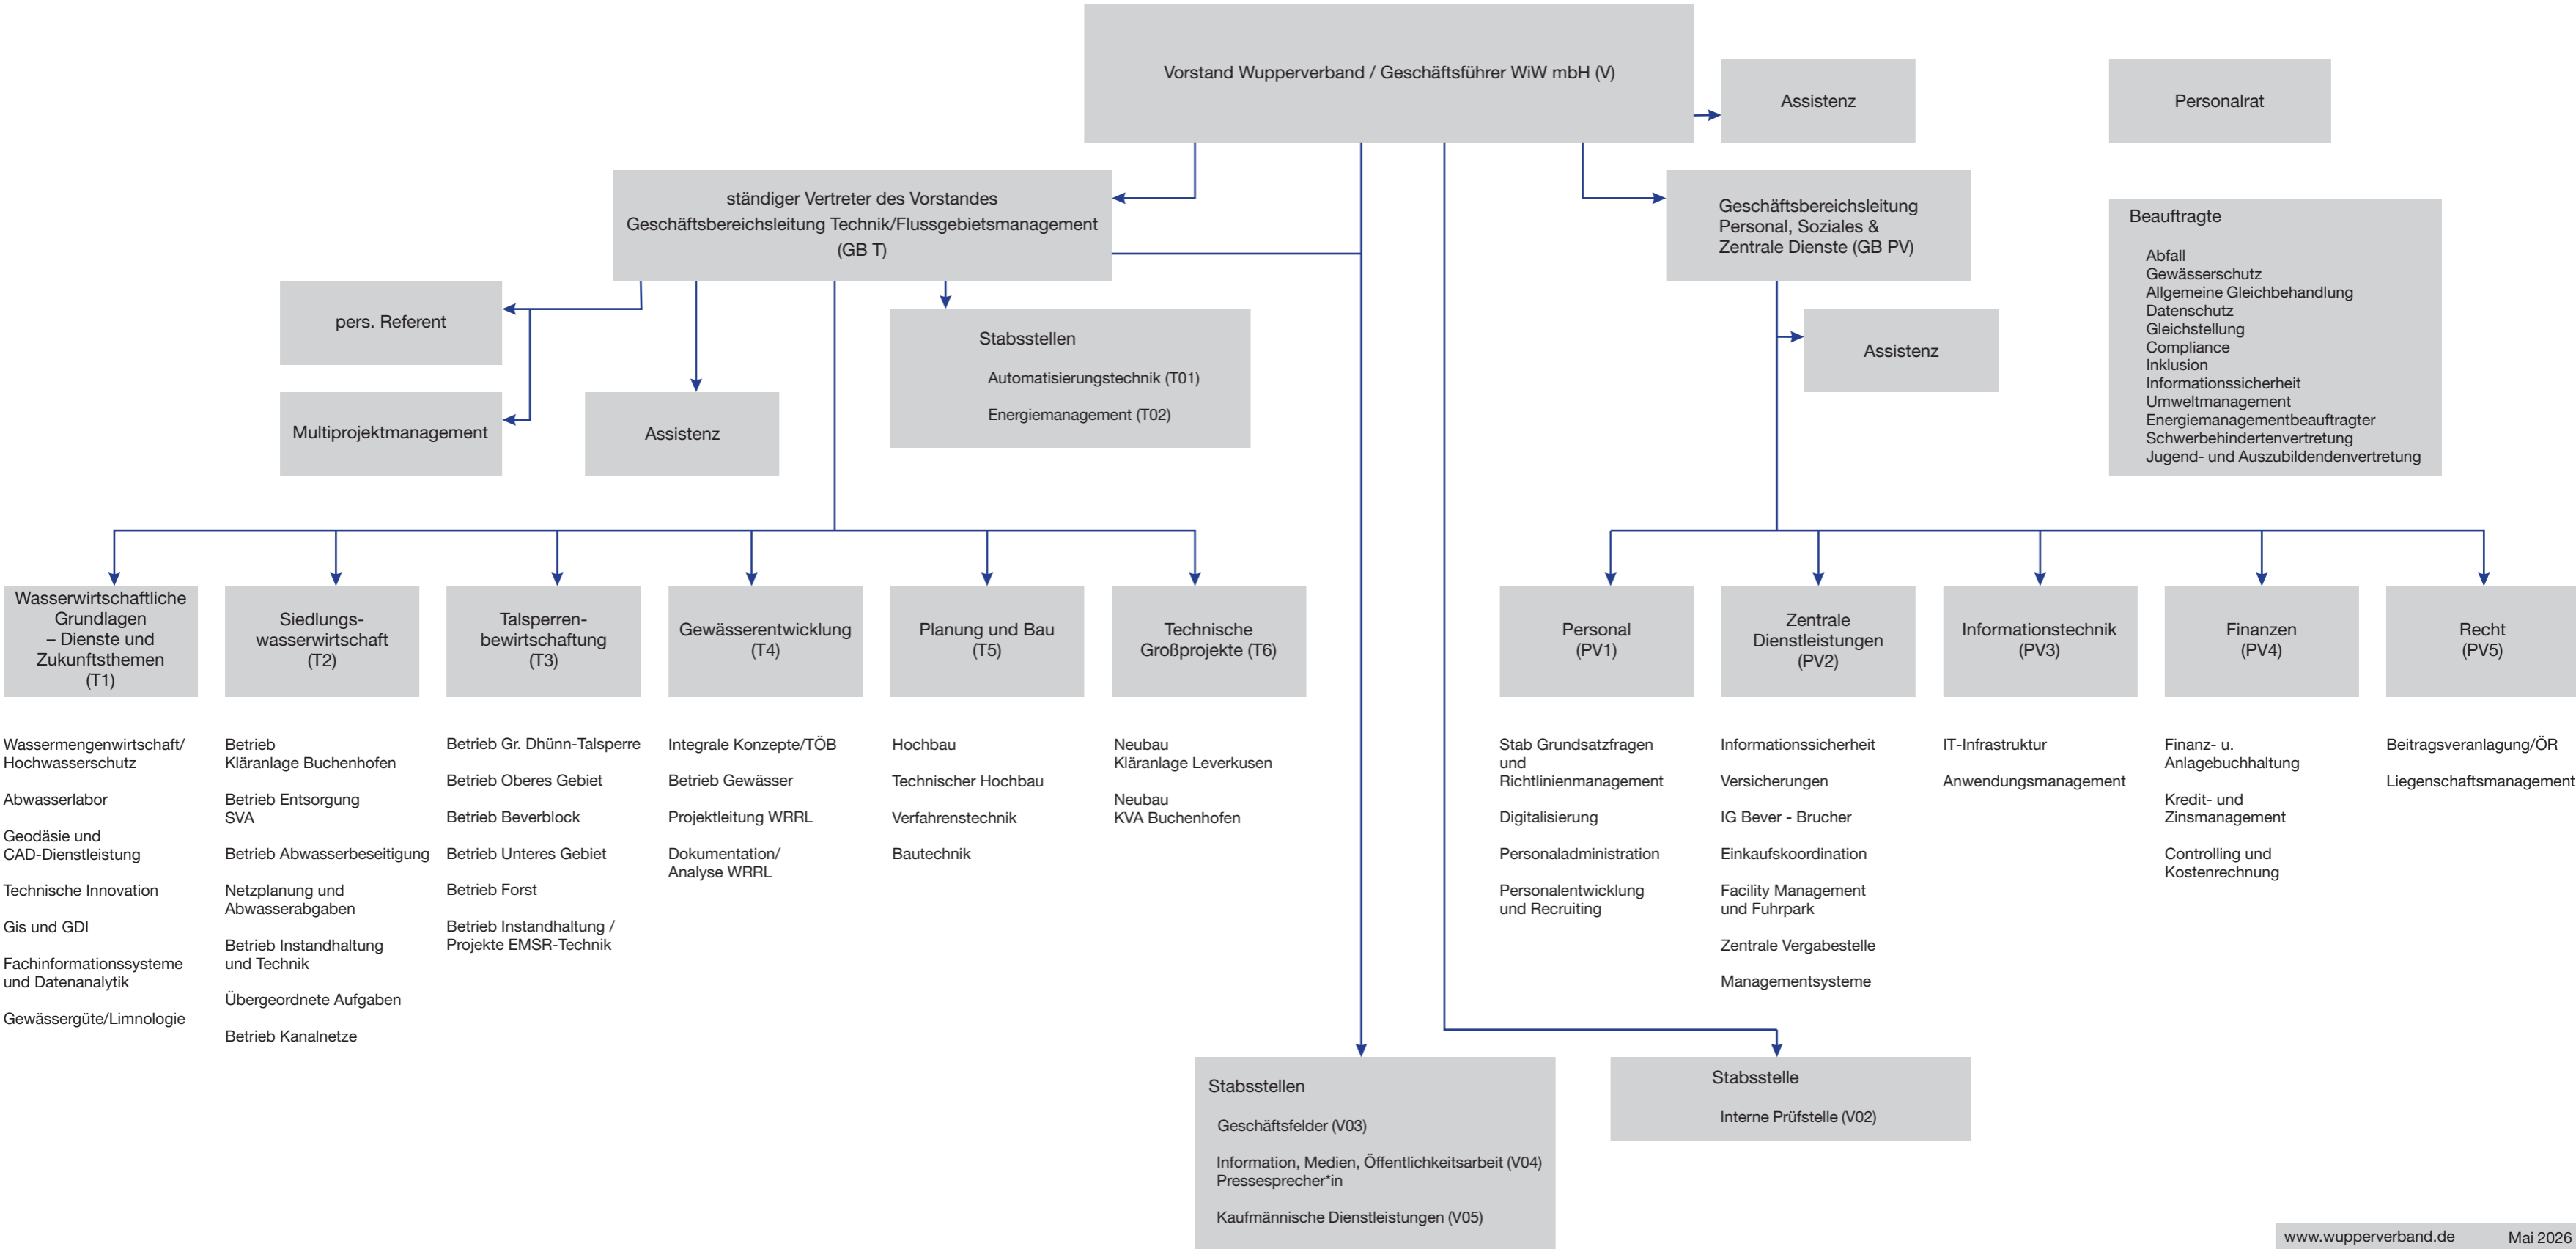 Vorstand Wupperverband / Geschäftsführer WiW mbH (V)
Assistenz
Personalrat
ständiger Vertreter des Vorstandes
Geschäftsbereichsleitung Technik/Flussgebietsmanagement
(GB T)
Geschäftsbereichsleitung
Personal, Soziales &
Zentrale Dienste (GB PV)
Beauftragte
Abfall
Gewässerschutz
Allgemeine Gleichbehandlung
Datenschutz
Gleichstellung
Compliance
Inklusion
Informationssicherheit
Umweltmanagement
Energiemanagementbeauftragter
Schwerbehindertenvertretung
Jugend- und Auszubildendenvertretung
pers. Referent
Multiprojektmanagement
Assistenz
Stabsstellen
Automatisierungstechnik (T01)
Energiemanagement (T02)
Assistenz
Wasserwirtschaftliche
Grundlagen
– Dienste und
Zukunftsthemen
(T1)
Siedlungs-
wasserwirtschaft
(T2)
Talsperren-
bewirtschaftung
(T3)
Gewässerentwicklung
(T4)
Planung und Bau
(T5)
Technische
Großprojekte (T6)
Personal
(PV1)
Zentrale
Dienstleistungen
(PV2)
Informationstechnik
(PV3)
Finanzen
(PV4)
Recht
(PV5)
Wassermengenwirtschaft/
Hochwasserschutz
Abwasserlabor
Geodäsie und
CAD-Dienstleistung
Technische Innovation
Gis und GDI
Fachinformationssysteme
und Datenanalytik
Gewässergüte/Limnologie
Betrieb
Kläranlage Buchenhofen
Betrieb Entsorgung
SVA
Betrieb Abwasserbeseitigung
Netzplanung und
Abwasserabgaben
Betrieb Instandhaltung
und Technik
Übergeordnete Aufgaben
Betrieb Kanalnetze
Betrieb Gr. Dhünn-Talsperre
Betrieb Oberes Gebiet
Betrieb Beverblock
Betrieb Unteres Gebiet
Betrieb Forst
Betrieb Instandhaltung /
Projekte EMSR-Technik
Integrale Konzepte/TÖB
Betrieb Gewässer
Projektleitung WRRL
Dokumentation/
Analyse WRRL
Hochbau
Technischer Hochbau
Verfahrenstechnik
Bautechnik
Neubau
Kläranlage Leverkusen
Neubau
KVA Buchenhofen
Stab Grundsatzfragen
und
Richtlinienmanagement
Digitalisierung
Personaladministration
Personalentwicklung
und Recruiting
Informationssicherheit
Versicherungen
IG Bever - Brucher
Einkaufskoordination
Facility Management
und Fuhrpark
Zentrale Vergabestelle
Managementsysteme
IT-Infrastruktur
Anwendungsmanagement
Finanz- u.
Anlagebuchhaltung
Kredit- und
Zinsmanagement
Controlling und
Kostenrechnung
Beitragsveranlagung/ÖR
Liegenschaftsmanagement
Stabsstellen
Geschäftsfelder (V03)
Information, Medien, Öffentlichkeitsarbeit (V04)
Pressesprecher*in
Kaufmännische Dienstleistungen (V05)
Stabsstelle
Interne Prüfstelle (V02)
www.wupperverband.de Mai 2026